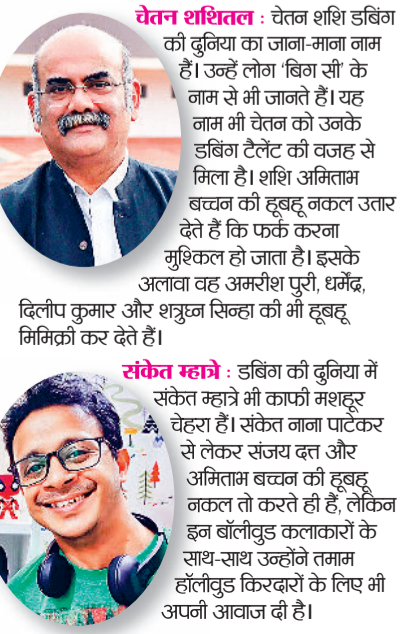 चेतन शशितल : चेतन शशि डबिंग
की दुनिया का जाना-माना नाम
हैं। उन्हें लोग ‘बिग सी’ के
नाम से भी जानते हैं। यह
नाम भी चेतन को उनके
डबिंग टैलेंट की वजह से
मिला है। शशि अमिताभ
बच्चन की हूबहू नकल उतार
देते हैं कि फर्क करना
मुश्किल हो जाता है। इसके
अलावा वह अमरीश पुरी, धर्मेंद्र,
दिलीप कुमार और शत्रुघ्न सिन्हा की भी हूबहू
मिमिक्री कर देते हैं।
संकेत म्हात्रे : डबिंग की दुनिया में
संकेत म्हात्रे भी काफी मशहूर
चेहरा हैं। संकेत नाना पाटेकर
से लेकर संजय दत्त और
अमिताभ बच्चन की हूबहू
नकल तो करते ही हैं, लेकिन
इन बॉलीवुड कलाकारों के
साथ-साथ उन्होंने तमाम
हॉलीवुड किरदारों के लिए भी
अपनी आवाज दी है।